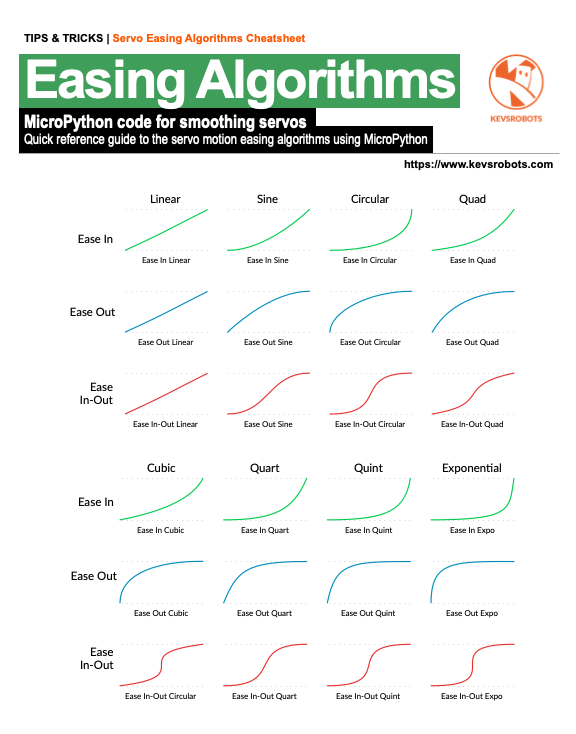 TIPS & TRICKS | Servo Easing Algorithms Cheatsheet
Easing Algorithms
KEVSROBOTS
MicroPython code for smoothing servos
Quick reference guide to the servo motion easing algorithms using MicroPython
https://www.kevsrobots.com
Linear Sine Circular Quad
Ease In
Ease In Linear Ease In Sine Ease In Circular Ease In Quad
Ease Out
Ease Out Linear Ease Out Sine Ease Out Circular Ease Out Quad
Ease
In-Out
Ease In-Out Linear Ease Out Sine Ease In-Out Circular Ease In-Out Quad
Cubic Quart Quint Exponential
Ease In
Ease In Cubic Ease In Quart Ease In Quint Ease In Expo
Ease Out
Ease Out Cubic Ease Out Quart Ease Out Quint Ease Out Expo
Ease
In-Out
Ease In-Out Circular Ease In-Out Quart Ease In-Out Quint Ease In-Out Expo